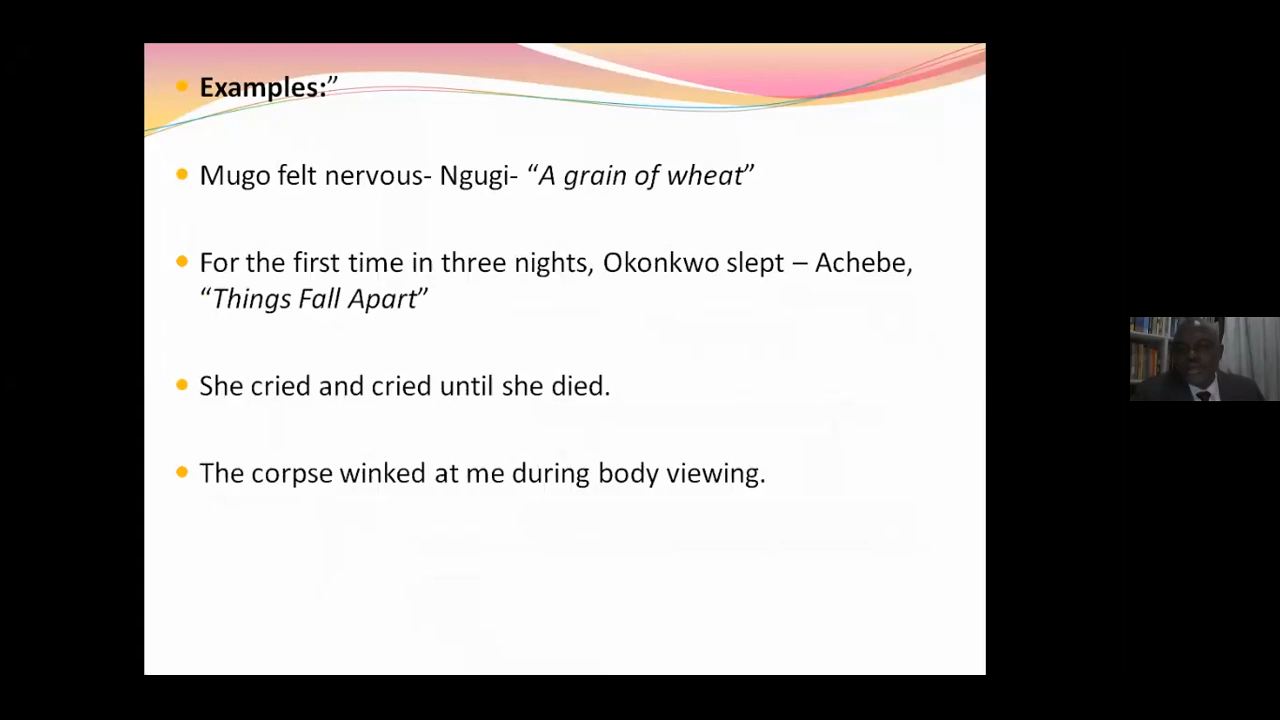 Examples:”
Mugo felt nervous- Ngugi- “A grain of wheat”
For the first time in three nights, Okonkwo slept – Achebe,
“Things Fall Apart”
She cried and cried until she died.
The corpse winked at me during body viewing.